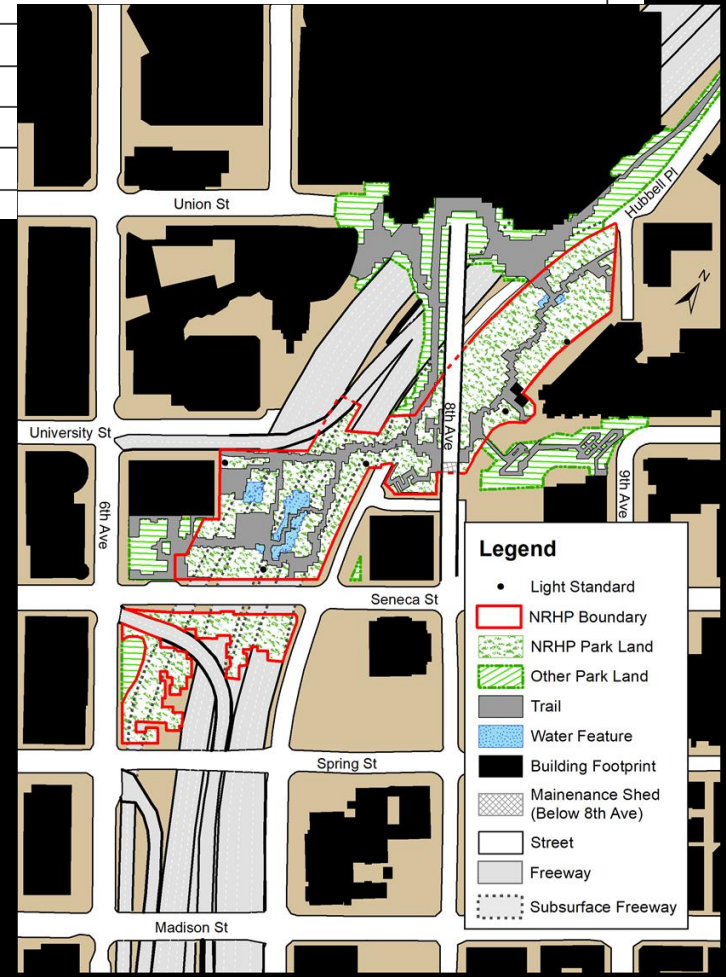 Union St
Hubbell Pl
N
University St
8th Ave
6th Ave
9th Ave
Seneca St
Spring St
Madison St
Legend
Light Standard
NRHP Boundary
NRHP Park Land
Other Park Land
Trail
Water Feature
Building Footprint
Mainenance Shed
(Below 8th Ave)
Street
Freeway
Subsurface Freeway